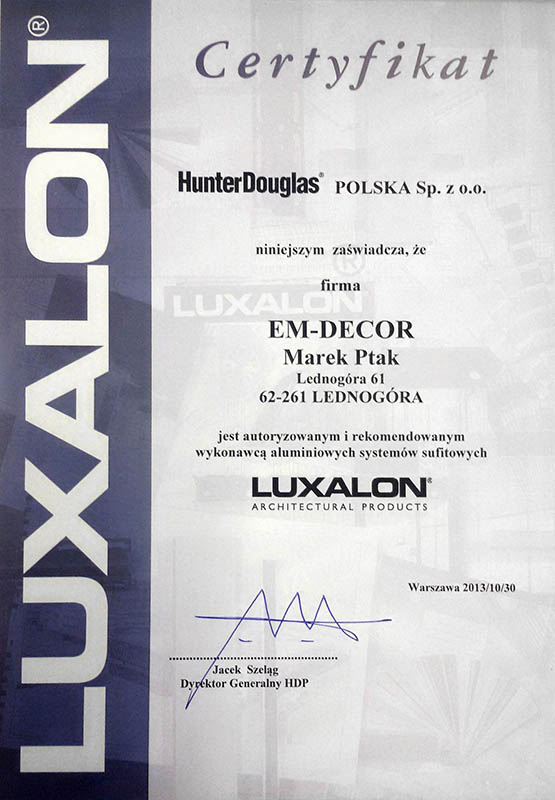 LUXALON®
Certyfikat
HunterDouglas® POLSKA Sp. z o.o.
niniejszym zaświadcza, że
firma
LUXALON®
EM-DECOR
Marek Ptak
Lednogóra 61
62-261 LEDNOGÓRA
jest autoryzowanym i rekomendowanym
wykonawcą aluminiowych systemów sufitowych
LUXALON®
ARCHITECTURAL PRODUCTS
Warszawa 2013/10/30
Jacek Szeląg
Dyrektor Generalny HDP